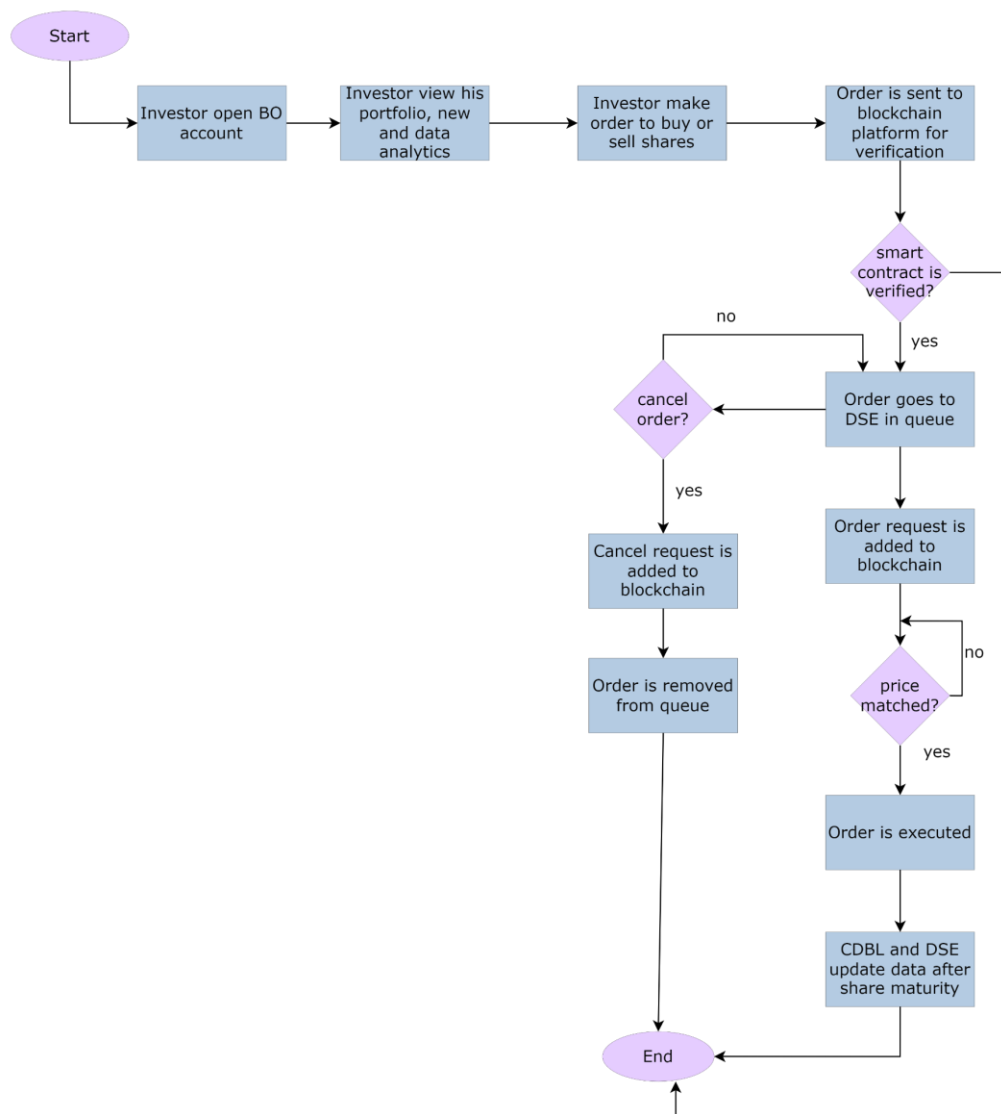 Start
Investor open BO
account
Investor view his
portfolio, new
and data
analytics
Investor make
order to buy or
sell shares
Order is sent to
blockchain
platform for
verification
smart
contract is
verified?
no
yes
cancel
order?
Order goes to
DSE in queue
yes
Cancel request is
added to
blockchain
Order request is
added to
blockchain
no
Order is removed
from queue
price
matched?
yes
Order is executed
CDBL and DSE
update data after
share maturity
End